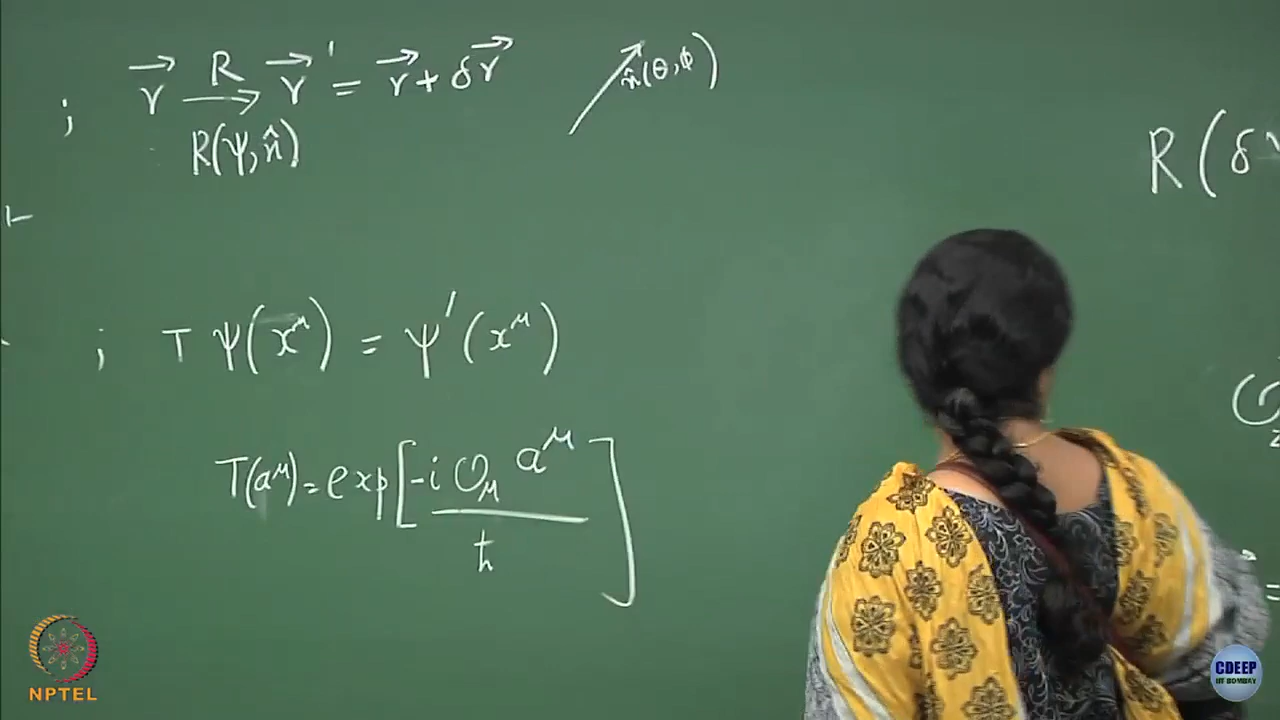 ; r⃗ —R→ r⃗' = r⃗ + δr⃗ n̂(θ,φ)
R(ψ,n̂)
R(δ
; T ψ(x^μ) = ψ'(x^μ)
T(a^μ) = exp[-i O_μ a^μ
ħ ]
NPTEL
CDEEP
IIT BOMBAY